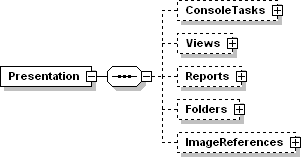 ConsoleTasks
Views
Presentation
Reports
Folders
ImageReferences